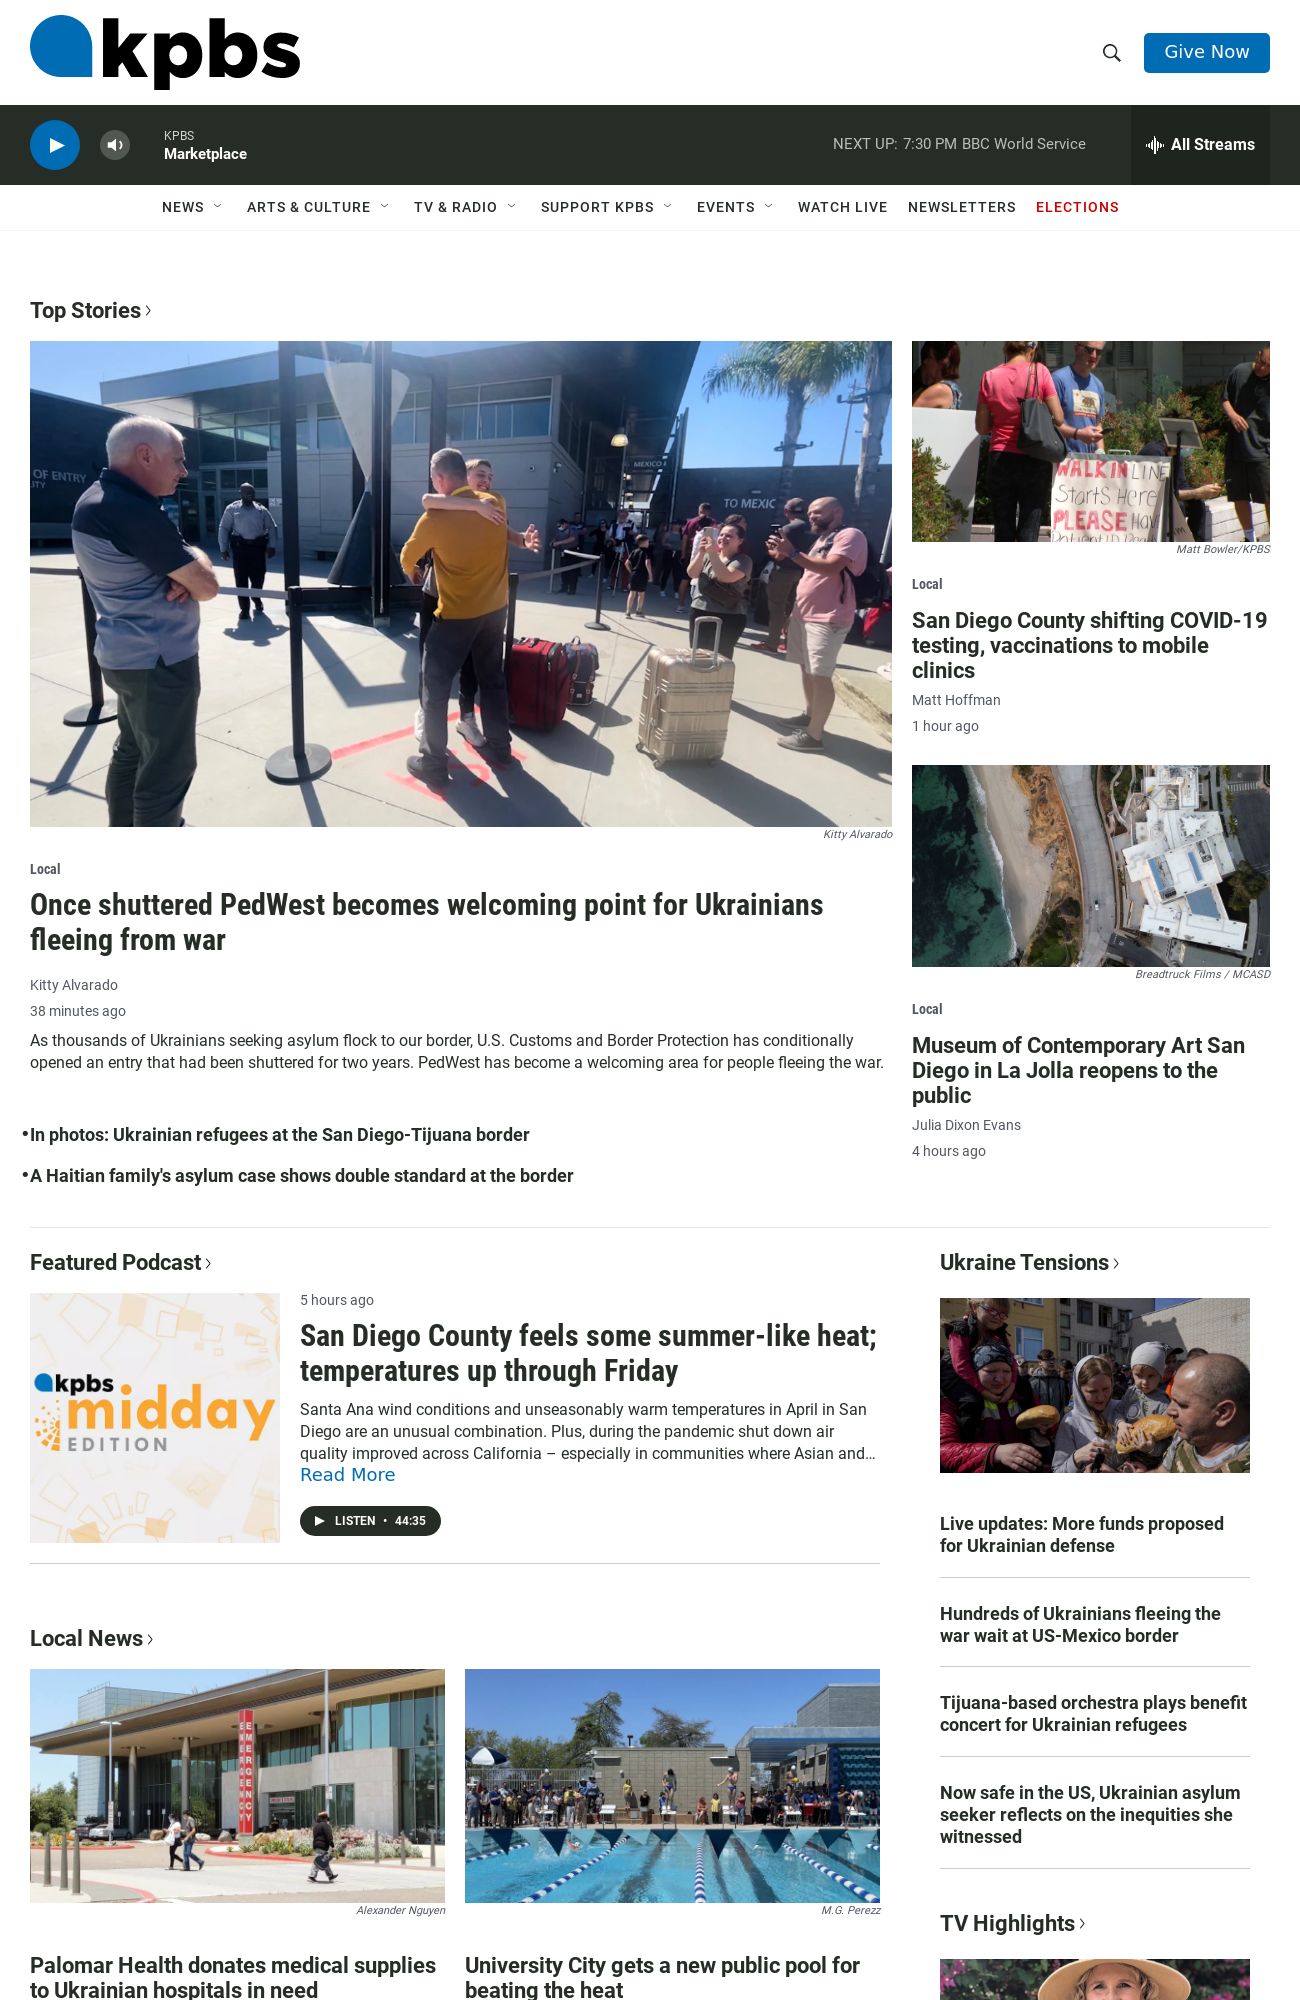 kpbs
Give Now
KPBS
Marketplace
NEXT UP: 7:30 PM BBC World Service
All Streams
NEWS
ARTS & CULTURE
TV & RADIO
SUPPORT KPBS
EVENTS
WATCH LIVE
NEWSLETTERS
ELECTIONS
Top Stories
OF ENTRY
MEXICO
TO MEXIC
Kitty Alvarado
Local
Once shuttered PedWest becomes welcoming point for Ukrainians
fleeing from war
Kitty Alvarado
38 minutes ago
As thousands of Ukrainians seeking asylum flock to our border, U.S. Customs and Border Protection has conditionally
opened an entry that had been shuttered for two years. PedWest has become a welcoming area for people fleeing the war.
•In photos: Ukrainian refugees at the San Diego-Tijuana border
•A Haitian family's asylum case shows double standard at the border
WALK IN LINE
Starts Here
PLEASE Have
Matt Bowler/KPBS
Local
San Diego County shifting COVID-19
testing, vaccinations to mobile
clinics
Matt Hoffman
1 hour ago
Breadtruck Films / MCASD
Local
Museum of Contemporary Art San
Diego in La Jolla reopens to the
public
Julia Dixon Evans
4 hours ago
Featured Podcast
kpbs
midday
EDITION
5 hours ago
San Diego County feels some summer-like heat;
temperatures up through Friday
Santa Ana wind conditions and unseasonably warm temperatures in April in San
Diego are an unusual combination. Plus, during the pandemic shut down air
quality improved across California – especially in communities where Asian and…
Read More
LISTEN • 44:35
Ukraine Tensions
Live updates: More funds proposed
for Ukrainian defense
Hundreds of Ukrainians fleeing the
war wait at US-Mexico border
Tijuana-based orchestra plays benefit
concert for Ukrainian refugees
Now safe in the US, Ukrainian asylum
seeker reflects on the inequities she
witnessed
Local News
EMERGENCY
Alexander Nguyen
Palomar Health donates medical supplies
to Ukrainian hospitals in need
M.G. Perezz
University City gets a new public pool for
beating the heat
TV Highlights